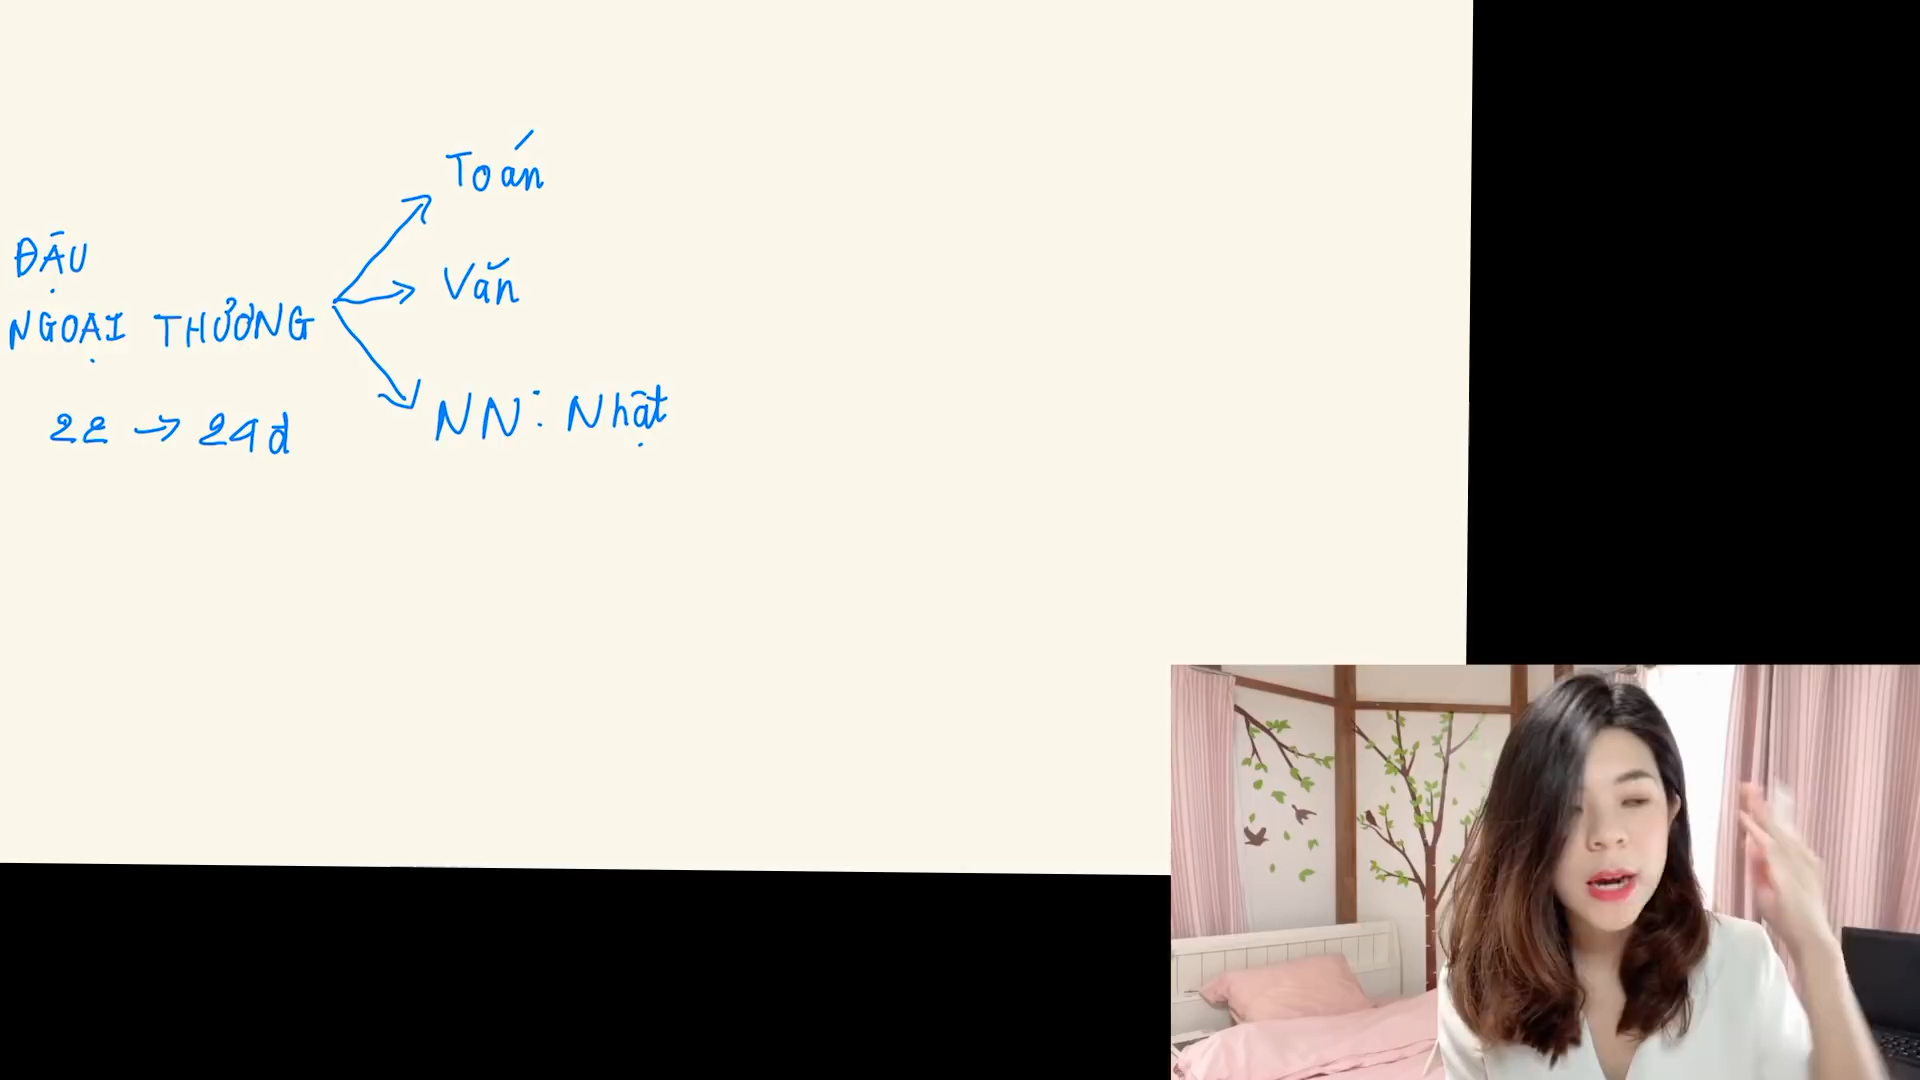 ĐẬU
NGOẠI THƯƠNG
22 → 24đ
Toán
Văn
NN: Nhật